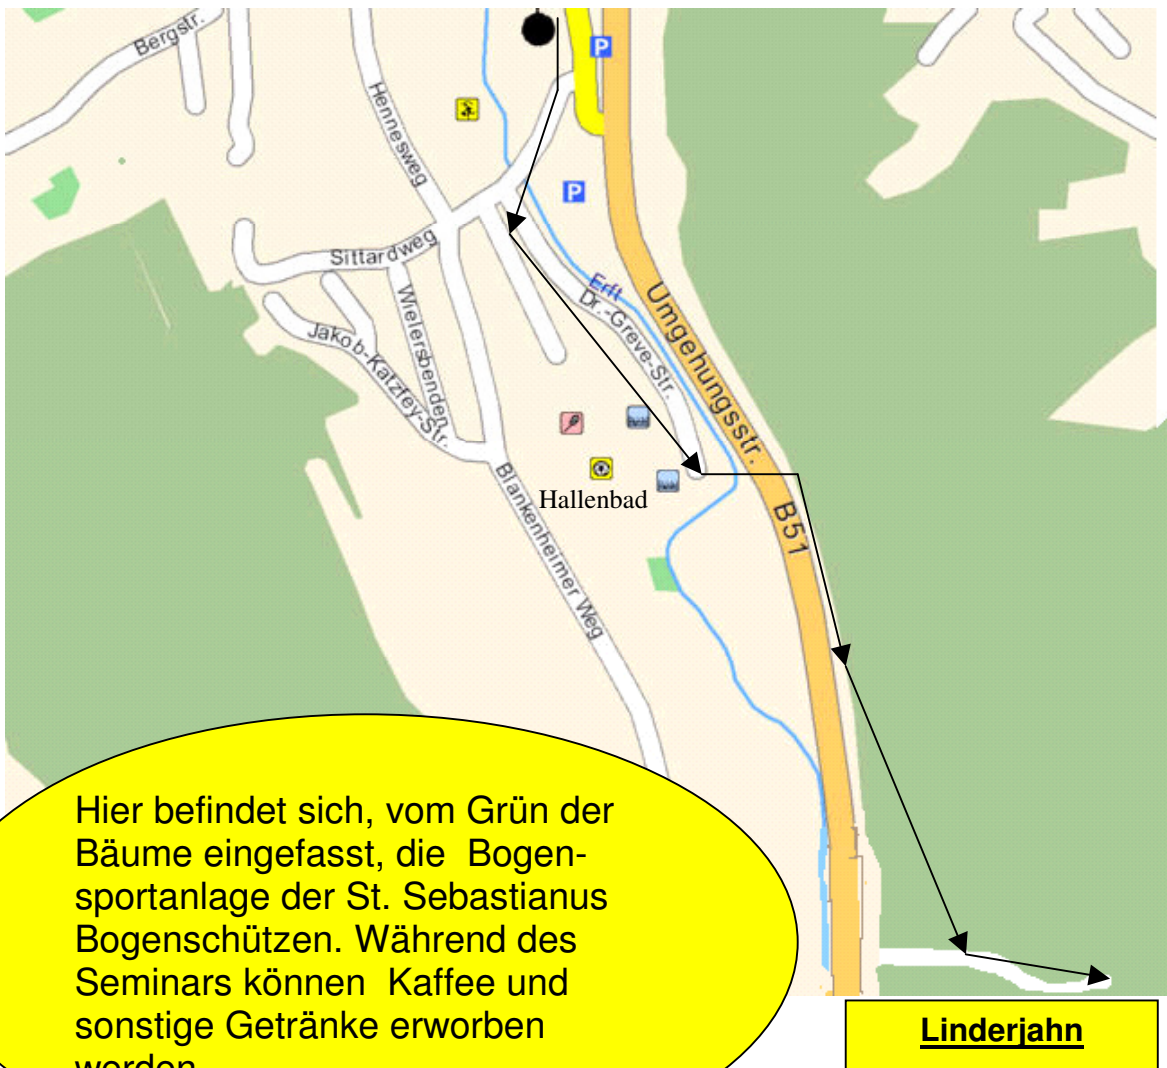 Bergstr.
P
Hennesweg
P
Sittardweg
Erft
Dr.-Greve-Str.
Umgehungsstr.
Wielersbenden
Jakob-Katzfey-Str.
Hallenbad
B51
Blankenheimer Weg
Hier befindet sich, vom Grün der
Bäume eingefasst, die Bogen-
sportanlage der St. Sebastianus
Bogenschützen. Während des
Seminars können Kaffee und
sonstige Getränke erworben
werden
Linderjahn